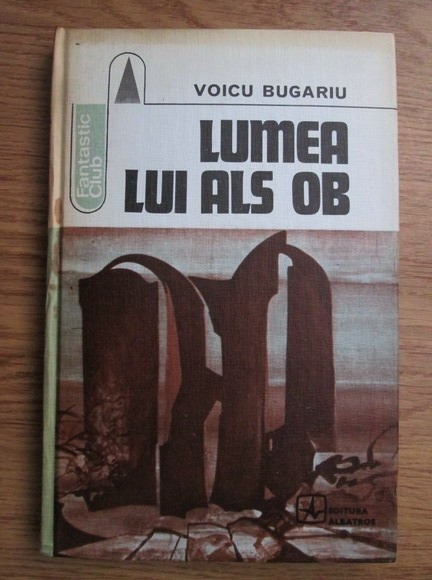 VOICU BUGARIU
LUMEA
LUI ALS OB
Fantastic
Club
EDITURA
ALBATROS